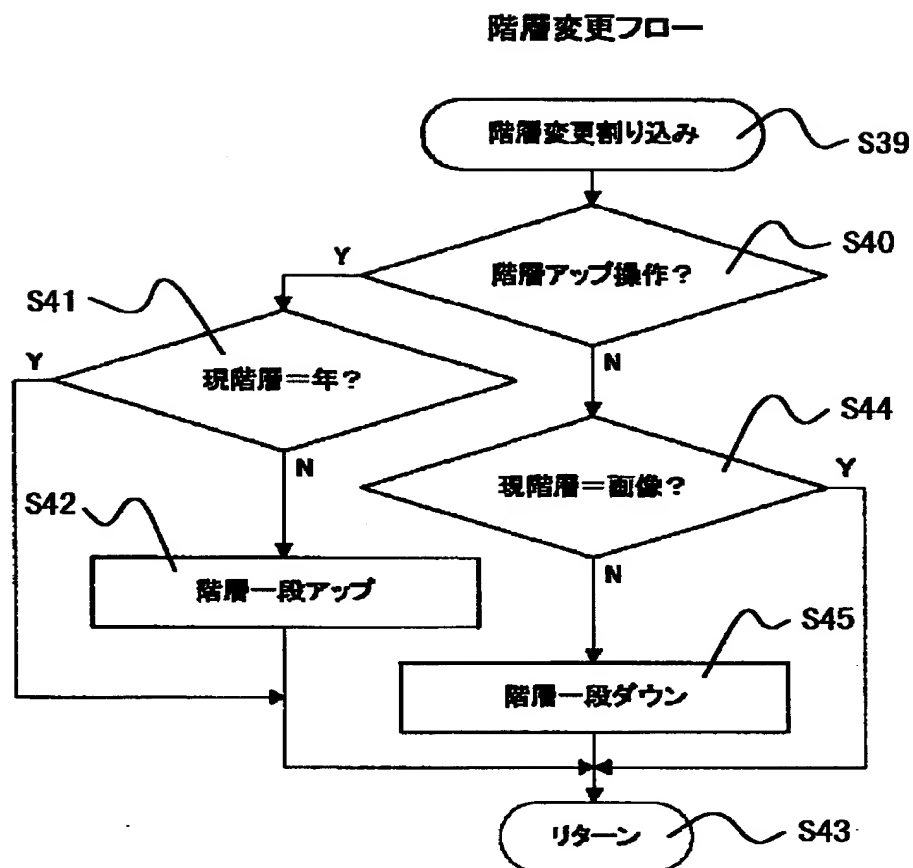 階層変更フロー
階層変更割り込み
S39
S40
階層アップ操作?
Y
S41
Y
現階層=年?
N
N
S44
現階層=画像?
Y
S42
階層一段アップ
N
S45
階層一段ダウン
リターン
S43